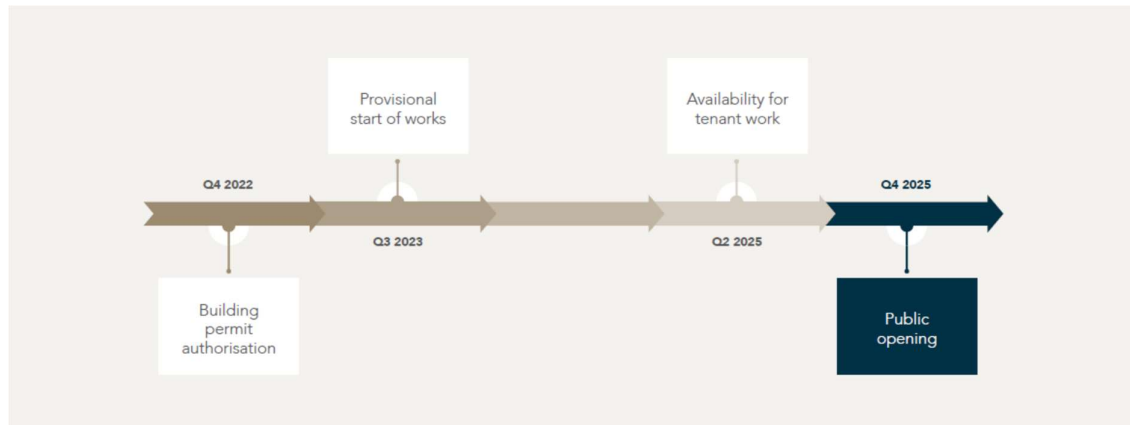 Provisional
start of works
Availability for
tenant work
Q4 2022
Q4 2025
Q3 2023
Q2 2025
Building
permit
authorisation
Public
opening